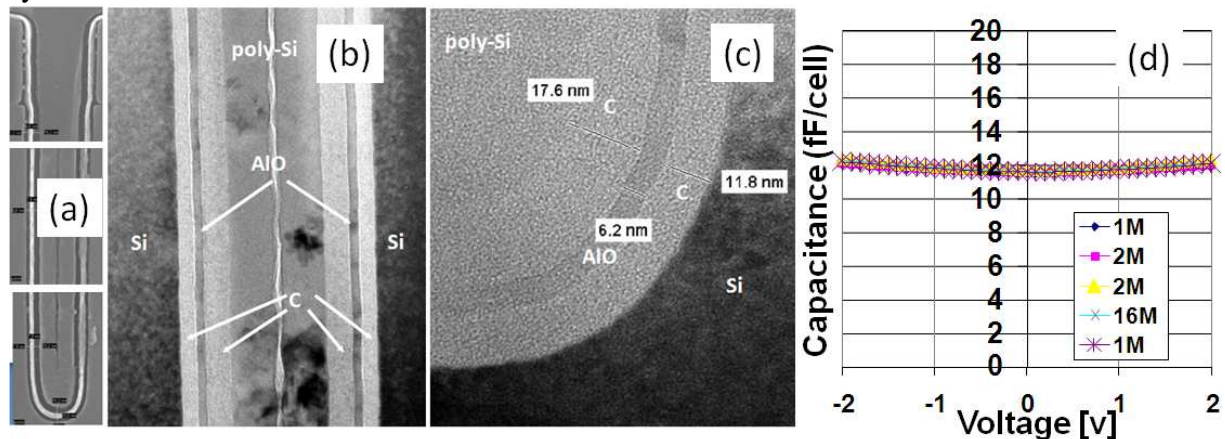 (a)
poly-Si
(b)
AlO
Si
Si
C
poly-Si
(c)
17.6 nm
C
C
11.8 nm
6.2 nm
AlO
Si
(d)
Capacitance (fF/cell)
20
18
16
14
12
10
8
6
4
2
0
-2
-1
0
1
2
Voltage [v]
1M
2M
2M
16M
1M